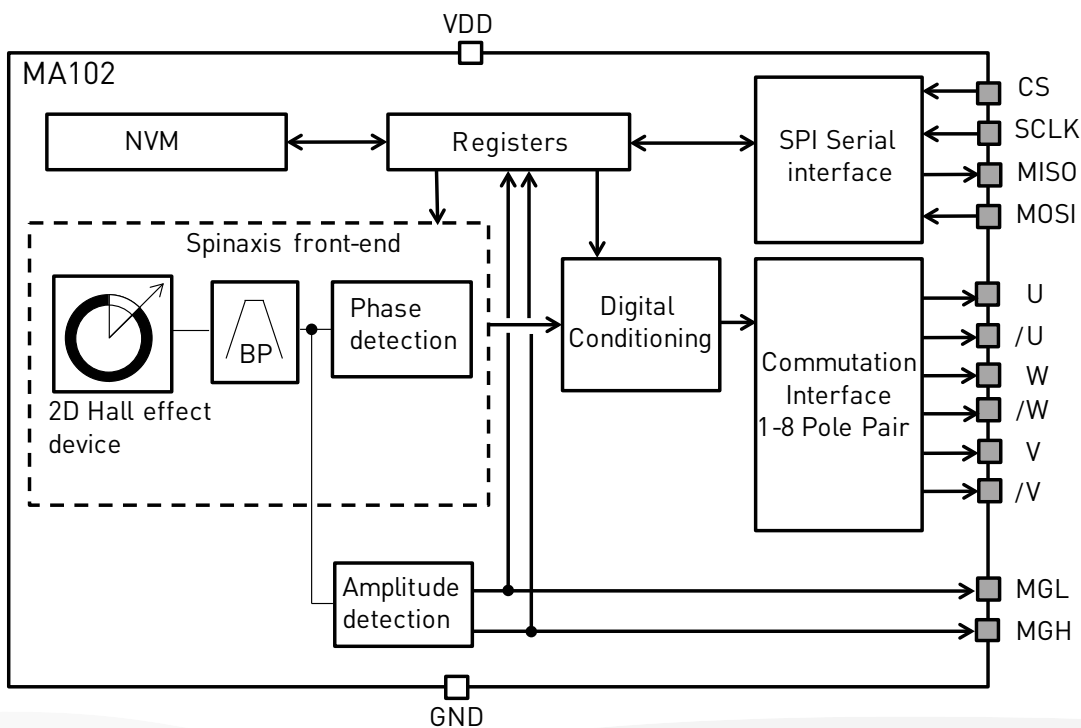 VDD
MA102
NVM
Registers
SPI Serial
interface
CS
SCLK
MISO
MOSI
Spinaxis front-end
BP
Phase
detection
2D Hall effect
device
Digital
Conditioning
Commutation
Interface
1-8 Pole Pair
U
/U
W
/W
V
/V
Amplitude
detection
MGL
MGH
GND